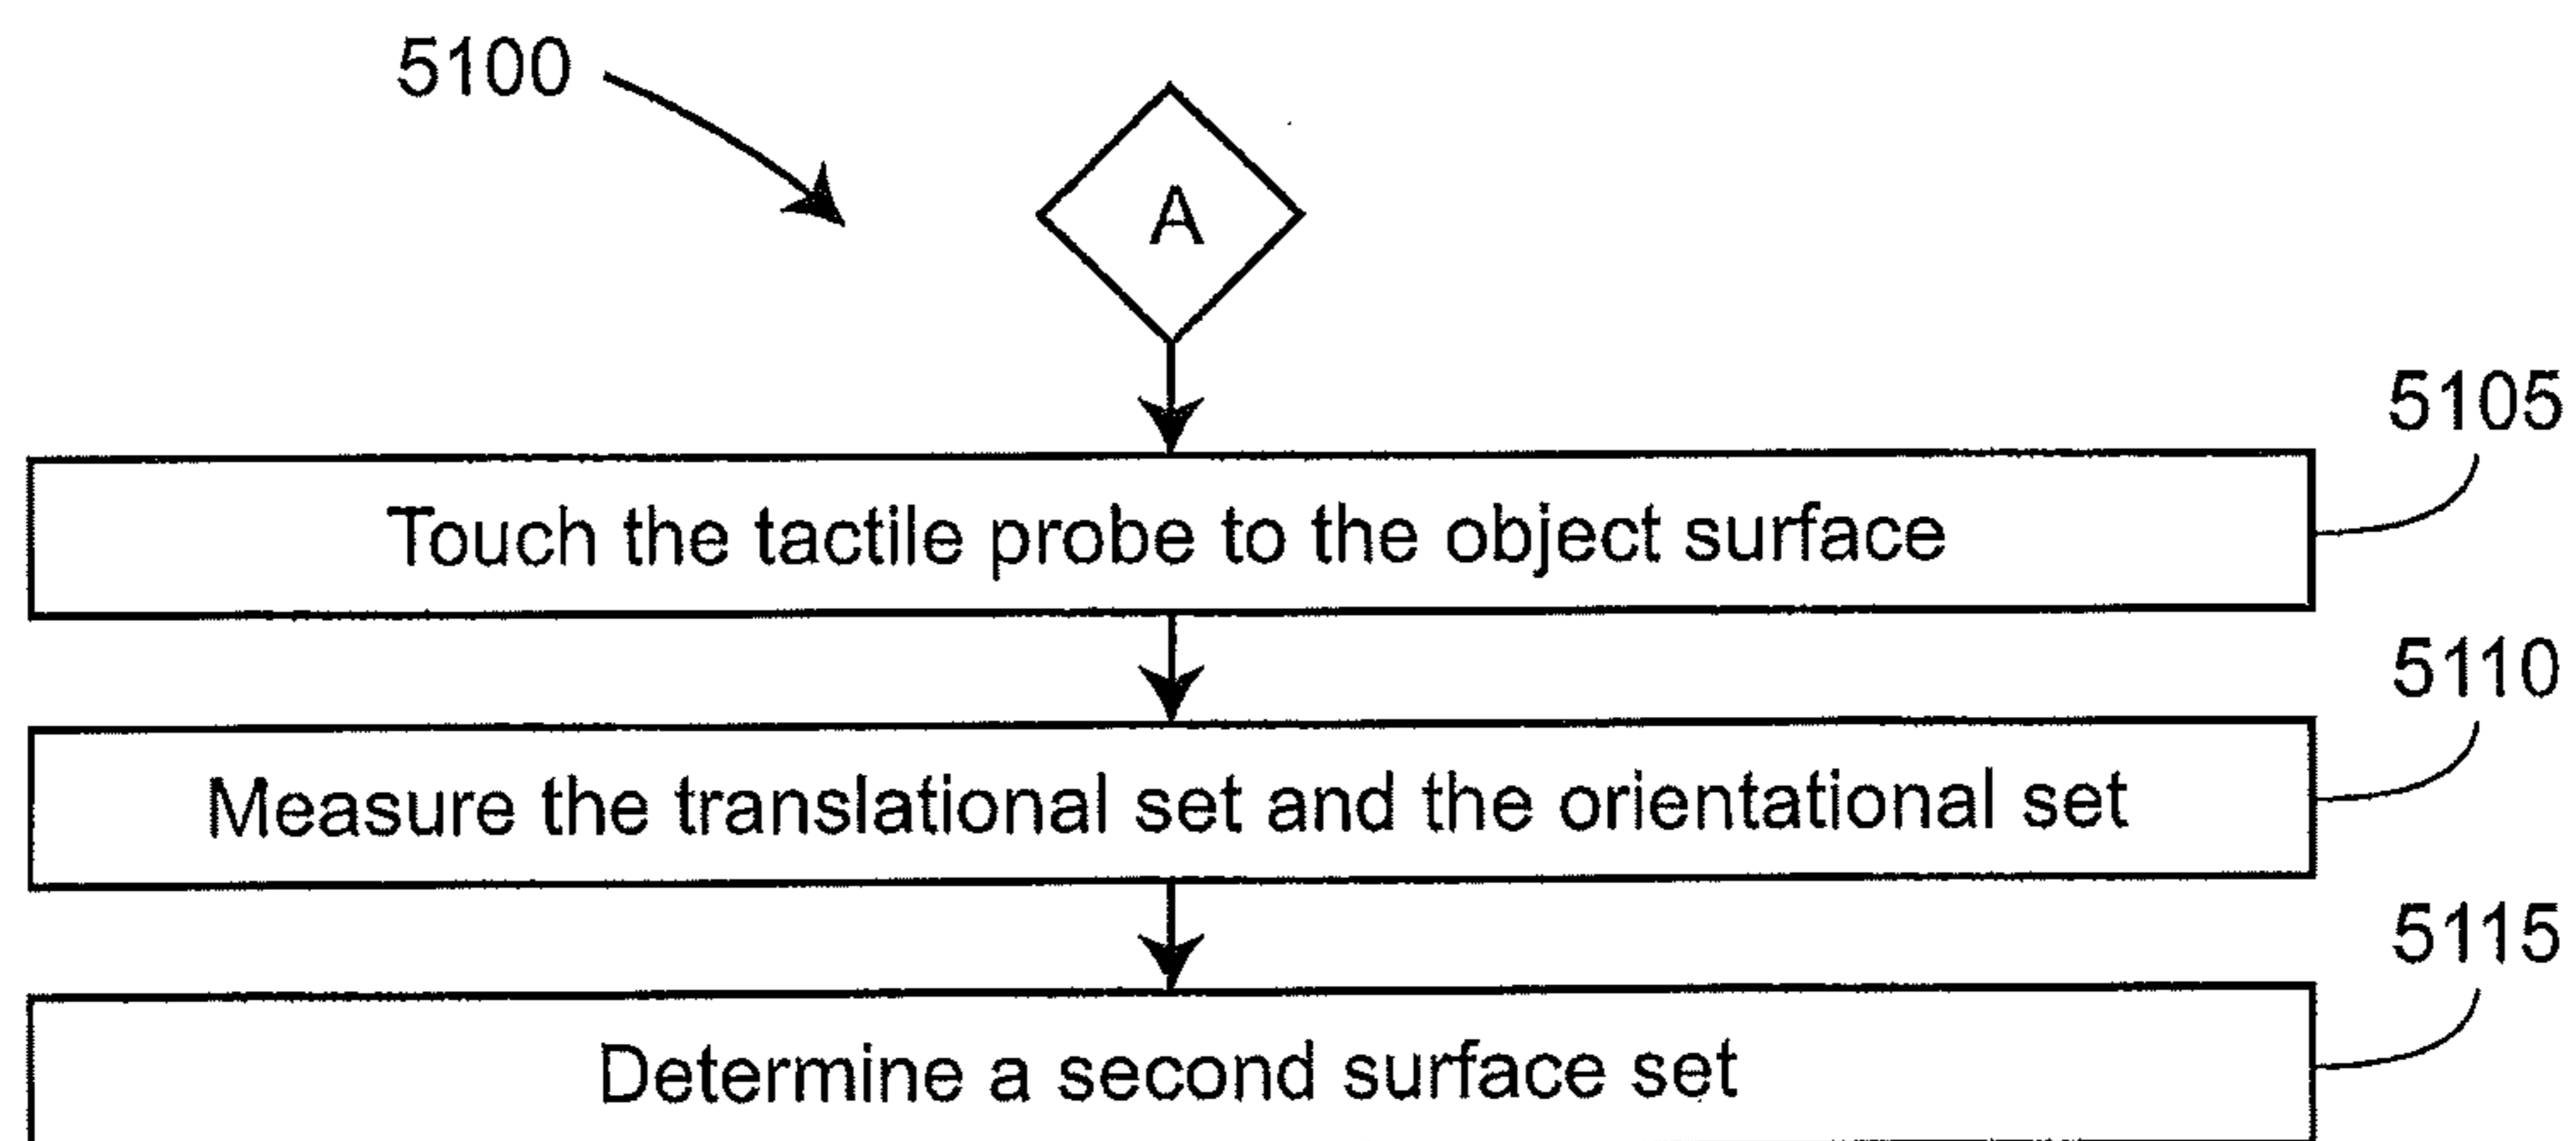 5100
A
5105
Touch the tactile probe to the object surface
5110
Measure the translational set and the orientational set
5115
Determine a second surface set